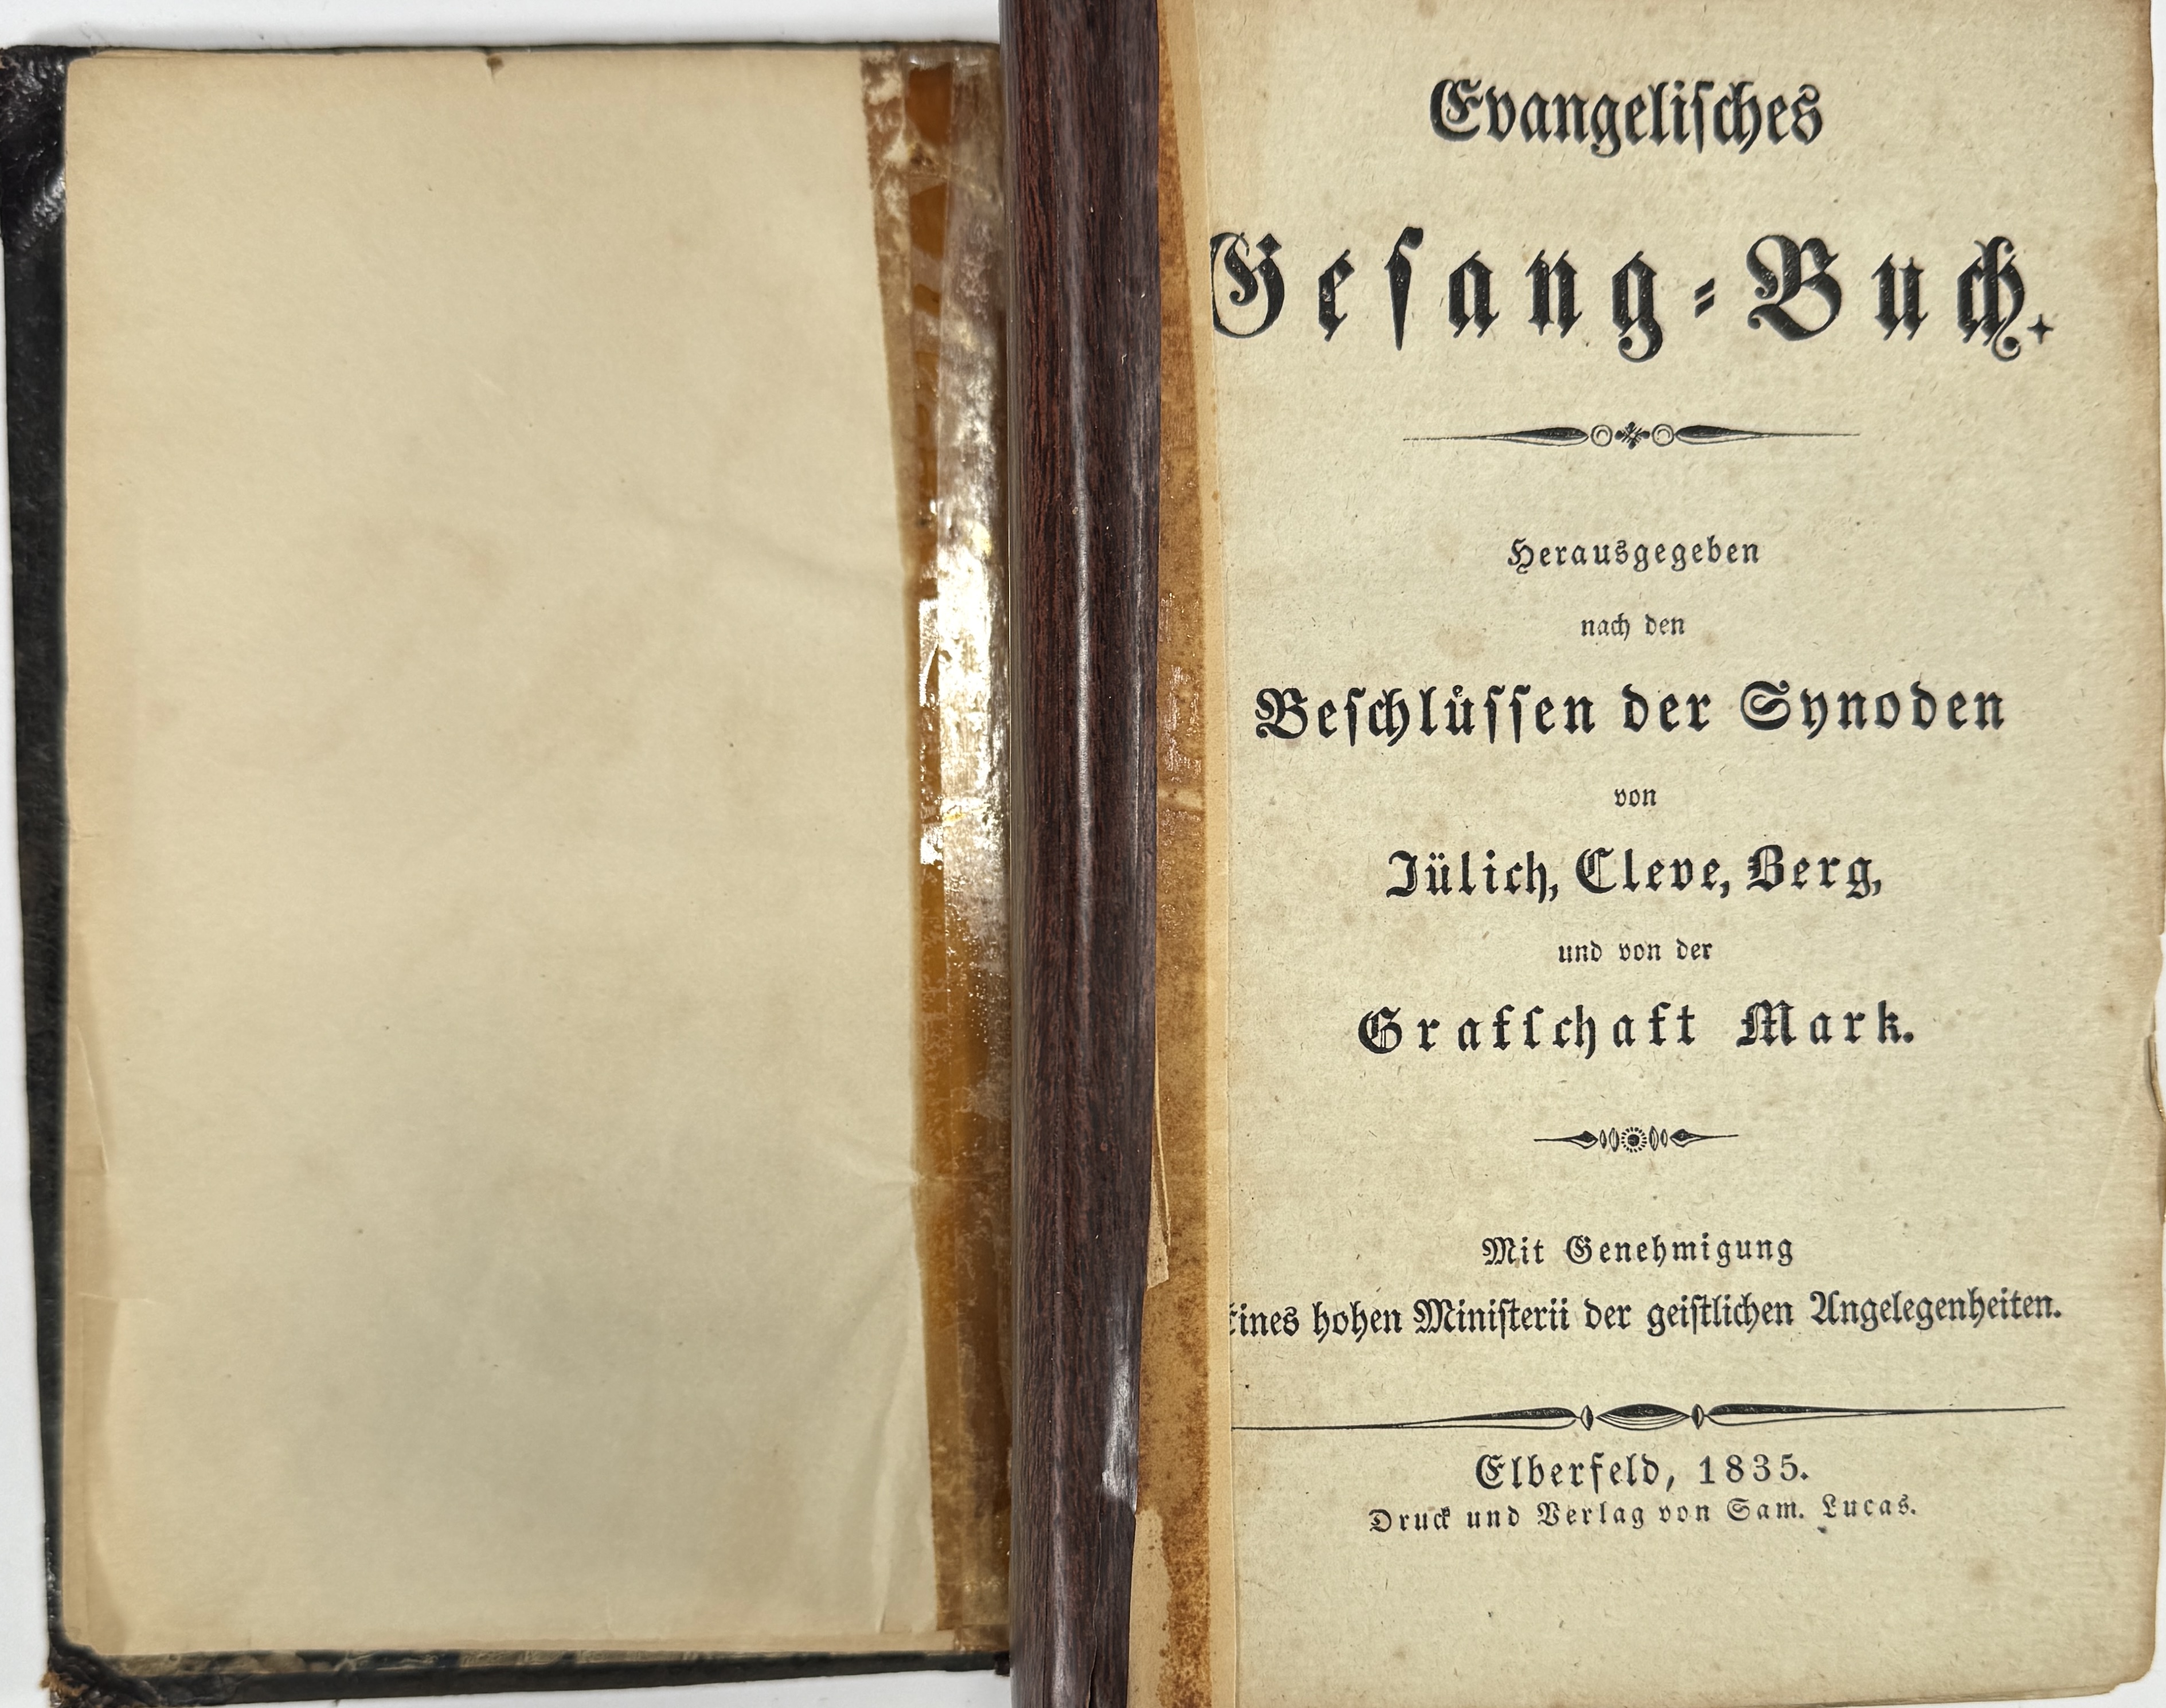 Evangeliſches
Geſang⸗Buch.
Herausgegeben
nach den
Beſchlüſſen der Synoden
von
Jülich, Cleve, Berg,
und von der
Grafſchaft Mark.
Mit Genehmigung
Eines hohen Miniſterii der geiſtlichen Angelegenheiten.
Elberfeld, 1835.
Druck und Verlag von Sam. Lucas.